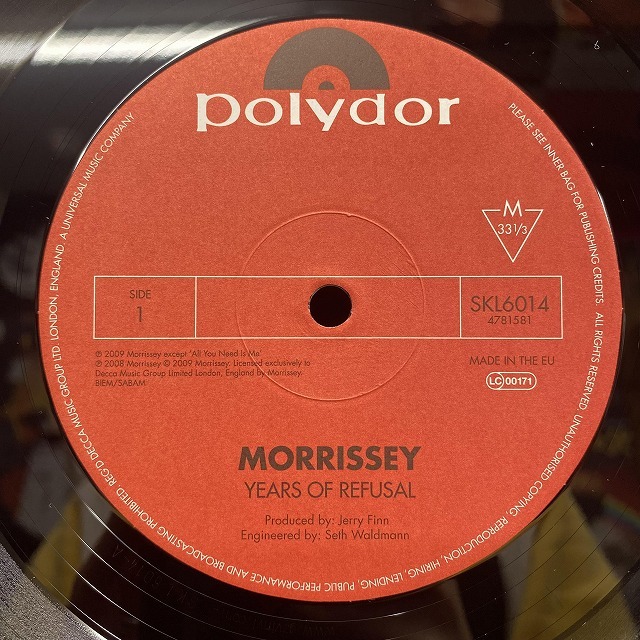 polydor
M
33 1/3
SIDE
1
SKL6014
4781581
℗ 2009 Morrissey except 'All You Need Is Me'
℗ 2008 Morrissey © 2009 Morrissey. Licensed exclusively to
Decca Music Group Limited London, England by Morrissey.
BIEM/SABAM
MADE IN THE EU
LC 00171
MORRISSEY
YEARS OF REFUSAL
Produced by: Jerry Finn
Engineered by: Seth Waldmann
PLEASE SEE INNER BAG FOR PUBLISHING CREDITS. ALL RIGHTS RESERVED. UNAUTHORISED COPYING, REPRODUCTION, HIRING, LENDING, PUBLIC PERFORMANCE AND BROADCASTING PROHIBITED. REG'D DECCA MUSIC GROUP LTD. LONDON, ENGLAND. A UNIVERSAL MUSIC COMPANY